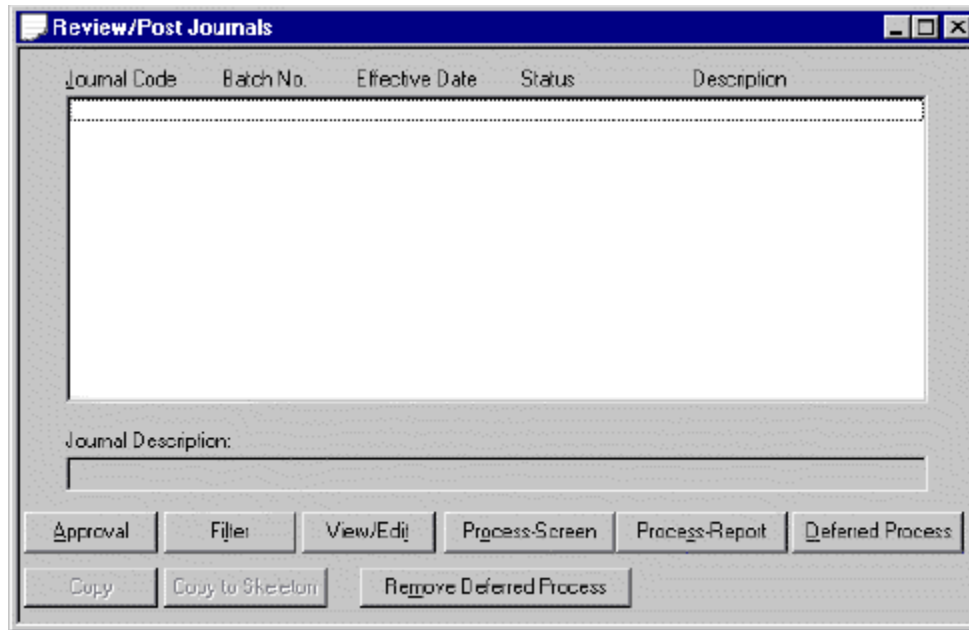 Review/Post Journals
Journal Code Batch No. Effective Date Status Description
Journal Description:
Approval Filter View/Edit Process-Screen Process-Report Deferred Process
Copy Copy to Skeleton Remove Deferred Process